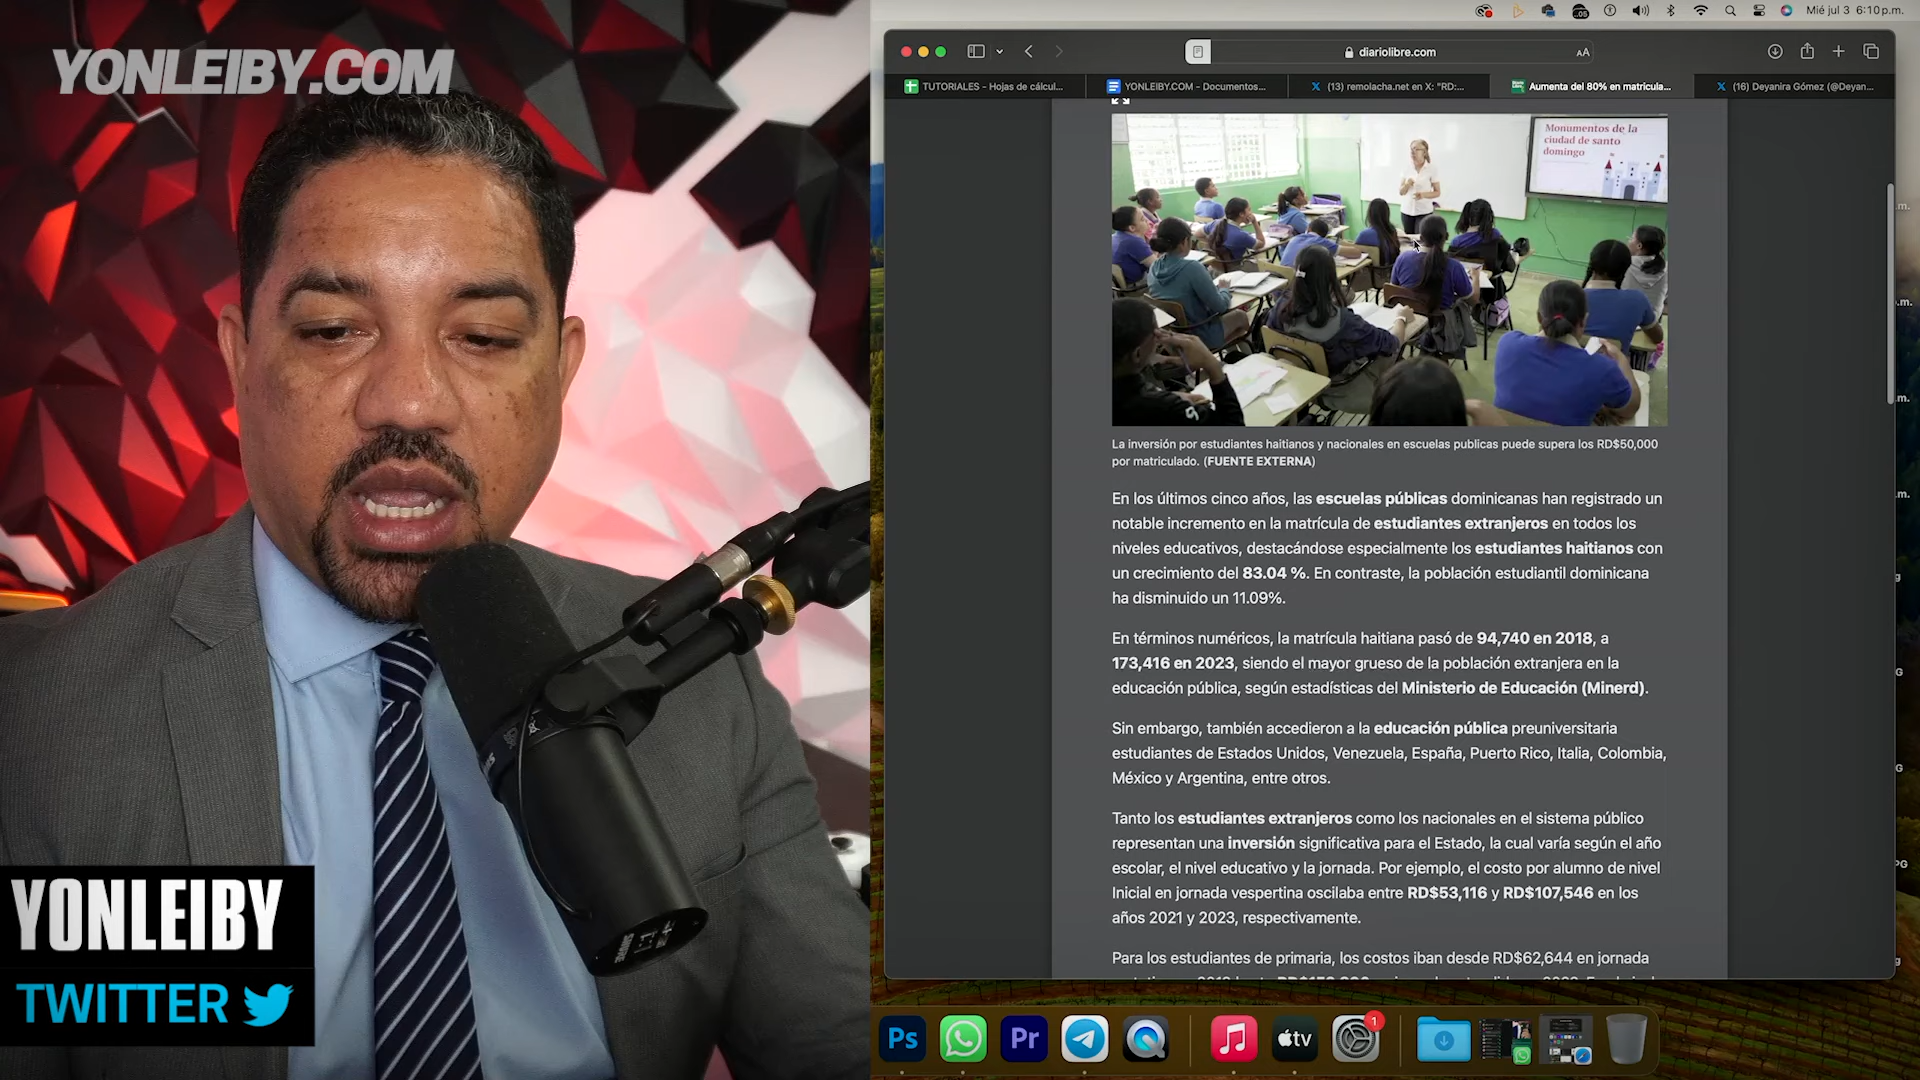 YONLEIBY.COM
Mié jul 3 6:10 p.m.
diariolibre.com
AA
TUTORIALES - Hojas de cálcul...
YONLEIBY.COM - Documentos...
(13) remolacha.net en X: "RD:...
Aumenta del 80% en matrícula...
(16) Deyanira Gómez (@Deyan...
Monumentos de la
ciudad de santo
domingo
La inversión por estudiantes haitianos y nacionales en escuelas publicas puede supera los RD$50,000
por matriculado. (FUENTE EXTERNA)
En los últimos cinco años, las escuelas públicas dominicanas han registrado un
notable incremento en la matrícula de estudiantes extranjeros en todos los
niveles educativos, destacándose especialmente los estudiantes haitianos con
un crecimiento del 83.04 %. En contraste, la población estudiantil dominicana
ha disminuido un 11.09%.
En términos numéricos, la matrícula haitiana pasó de 94,740 en 2018, a
173,416 en 2023, siendo el mayor grueso de la población extranjera en la
educación pública, según estadísticas del Ministerio de Educación (Minerd).
Sin embargo, también accedieron a la educación pública preuniversitaria
estudiantes de Estados Unidos, Venezuela, España, Puerto Rico, Italia, Colombia,
México y Argentina, entre otros.
Tanto los estudiantes extranjeros como los nacionales en el sistema público
representan una inversión significativa para el Estado, la cual varía según el año
escolar, el nivel educativo y la jornada. Por ejemplo, el costo por alumno de nivel
Inicial en jornada vespertina oscilaba entre RD$53,116 y RD$107,546 en los
años 2021 y 2023, respectivamente.
Para los estudiantes de primaria, los costos iban desde RD$62,644 en jornada
YONLEIBY
TWITTER
SHURE
Ps
Pr
tv
1